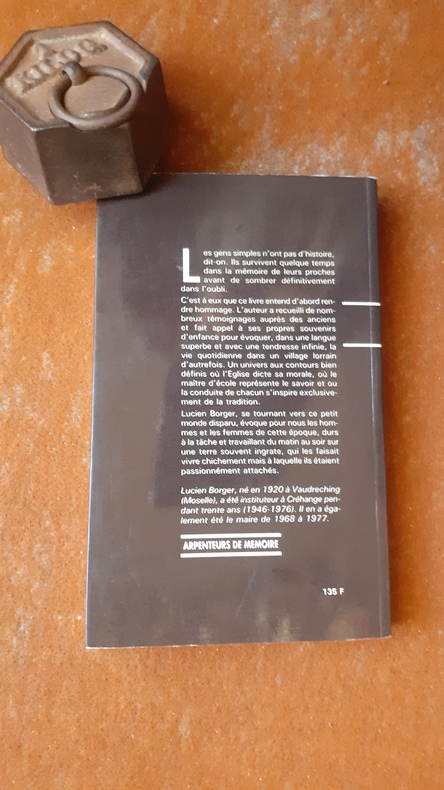 Les gens simples n'ont pas d'histoire,
dit-on. Ils survivent quelque temps
dans la mémoire de leurs proches
avant de sombrer définitivement
dans l'oubli.
C'est à eux que ce livre entend d'abord ren-
dre hommage. L'auteur a recueilli de nom-
breux témoignages auprès des anciens
et fait appel à ses propres souvenirs
d'enfance pour évoquer, dans une langue
superbe et avec une tendresse infinie, la
vie quotidienne dans un village lorrain
d'autrefois. Un univers aux contours bien
définis où l'Église dicte sa morale, où le
maître d'école représente le savoir et ou
la conduite de chacun s'inspire exclusive-
ment de la tradition.
Lucien Borger, se tournant vers ce petit
monde disparu, évoque pour nous les hom-
mes et les femmes de cette époque, durs
à la tâche et travaillant du matin au soir sur
une terre souvent ingrate, qui les faisait
vivre chichement mais à laquelle ils étaient
passionnément attachés.
Lucien Borger, né en 1920 à Vaudreching
(Moselle), a été instituteur à Créhange pen-
dant trente ans (1946-1976). Il en a éga-
lement été le maire de 1968 à 1977.
ARPENTEURS DE MEMOIRE
135 F